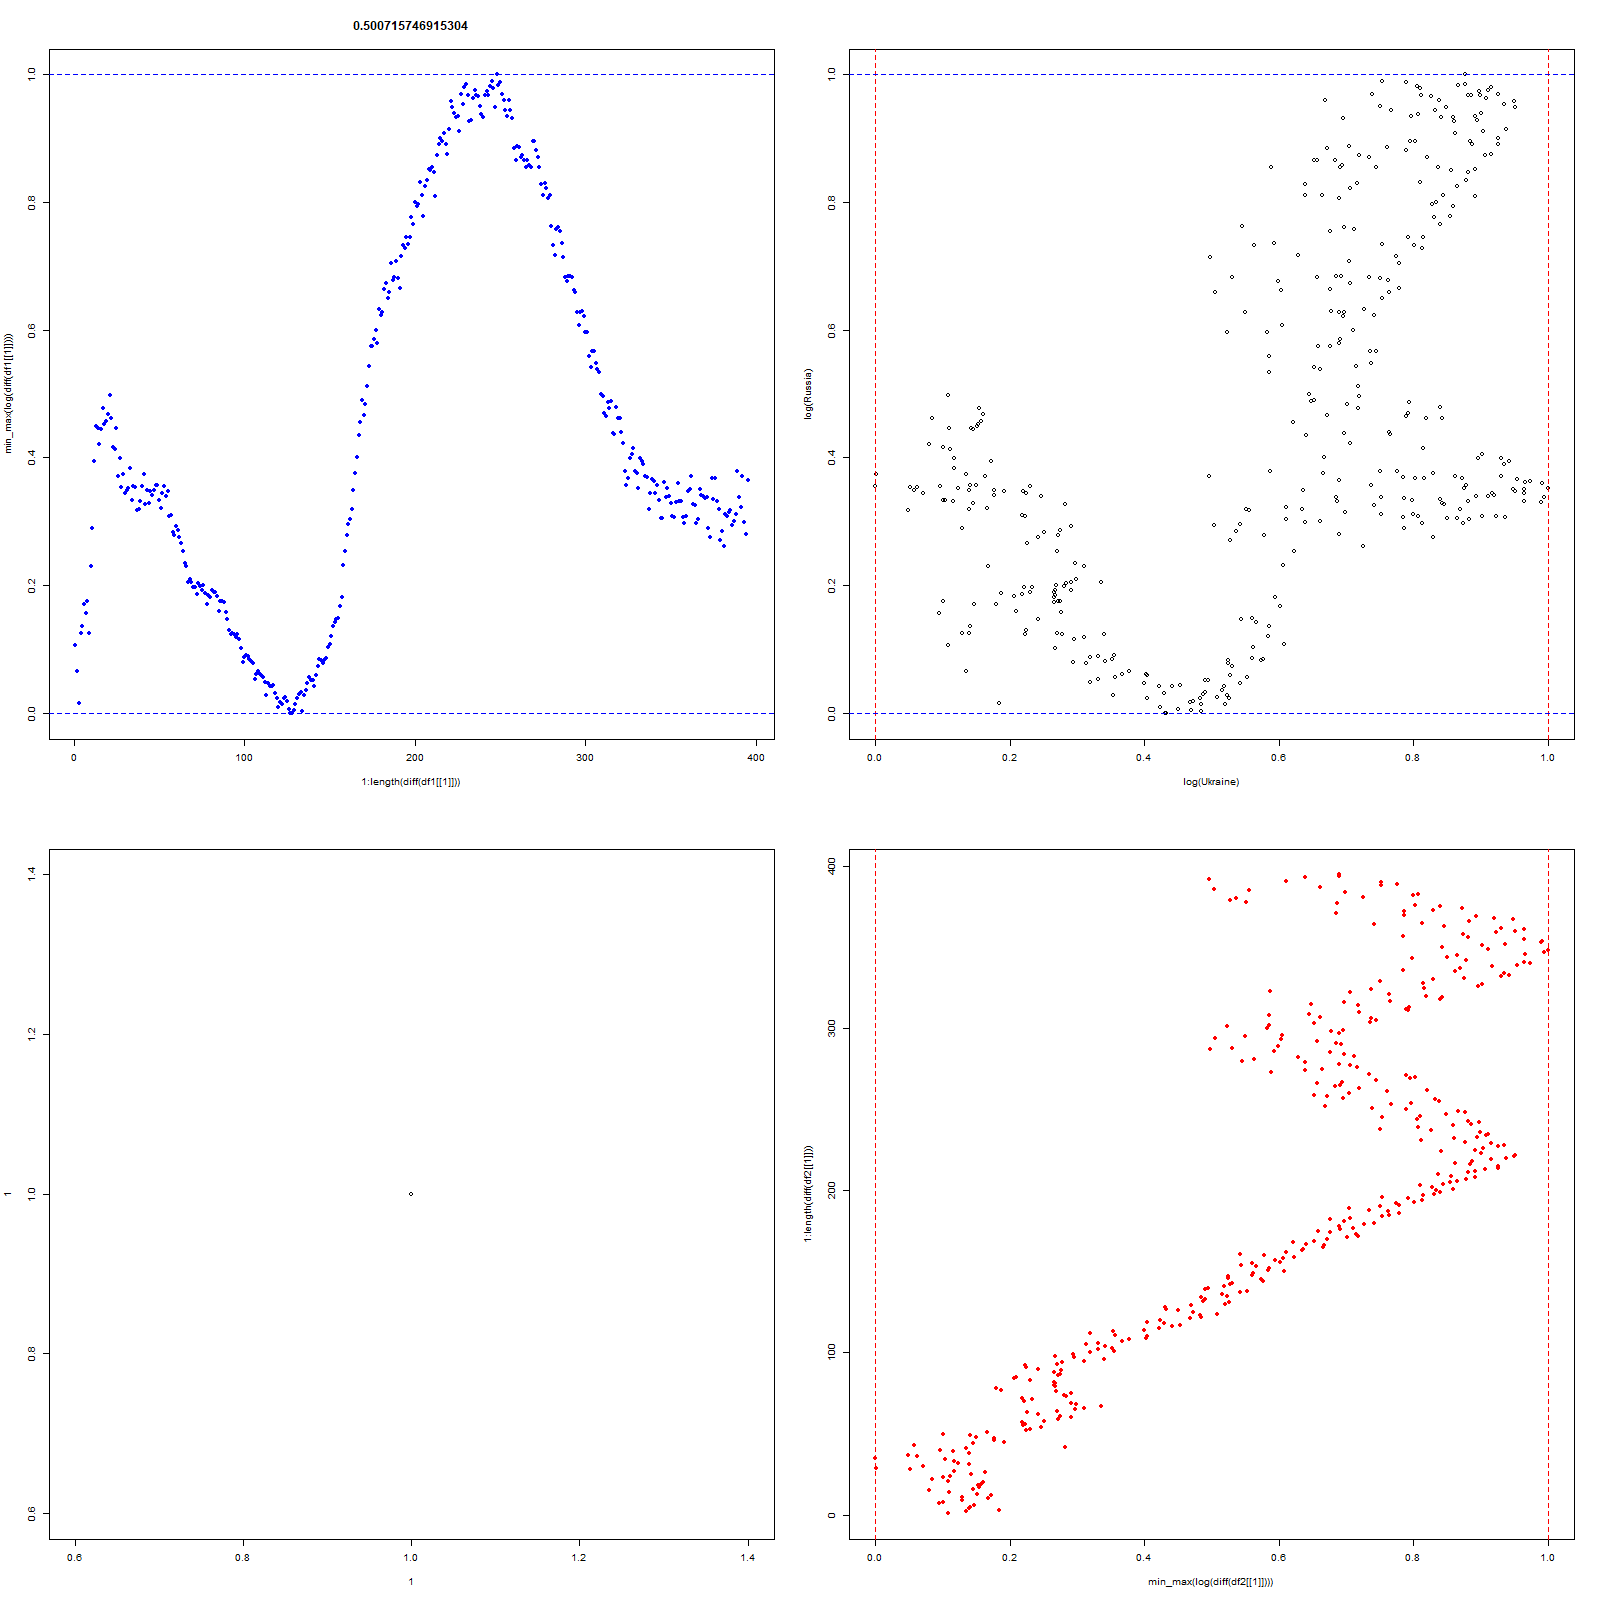 0.500715746915304
min_max(log(diff(df1[[1]])))
1.0
0.8
0.6
0.4
0.2
0.0
0 100 200 300 400
1:length(diff(df1[[1]]))
log(Russia)
1.0
0.8
0.6
0.4
0.2
0.0
0.0 0.2 0.4 0.6 0.8 1.0
log(Ukraine)
1
1.4
1.2
1.0
0.8
0.6
0.6 0.8 1.0 1.2 1.4
1
1:length(diff(df2[[1]]))
400
300
200
100
0
0.0 0.2 0.4 0.6 0.8 1.0
min_max(log(diff(df2[[1]])))